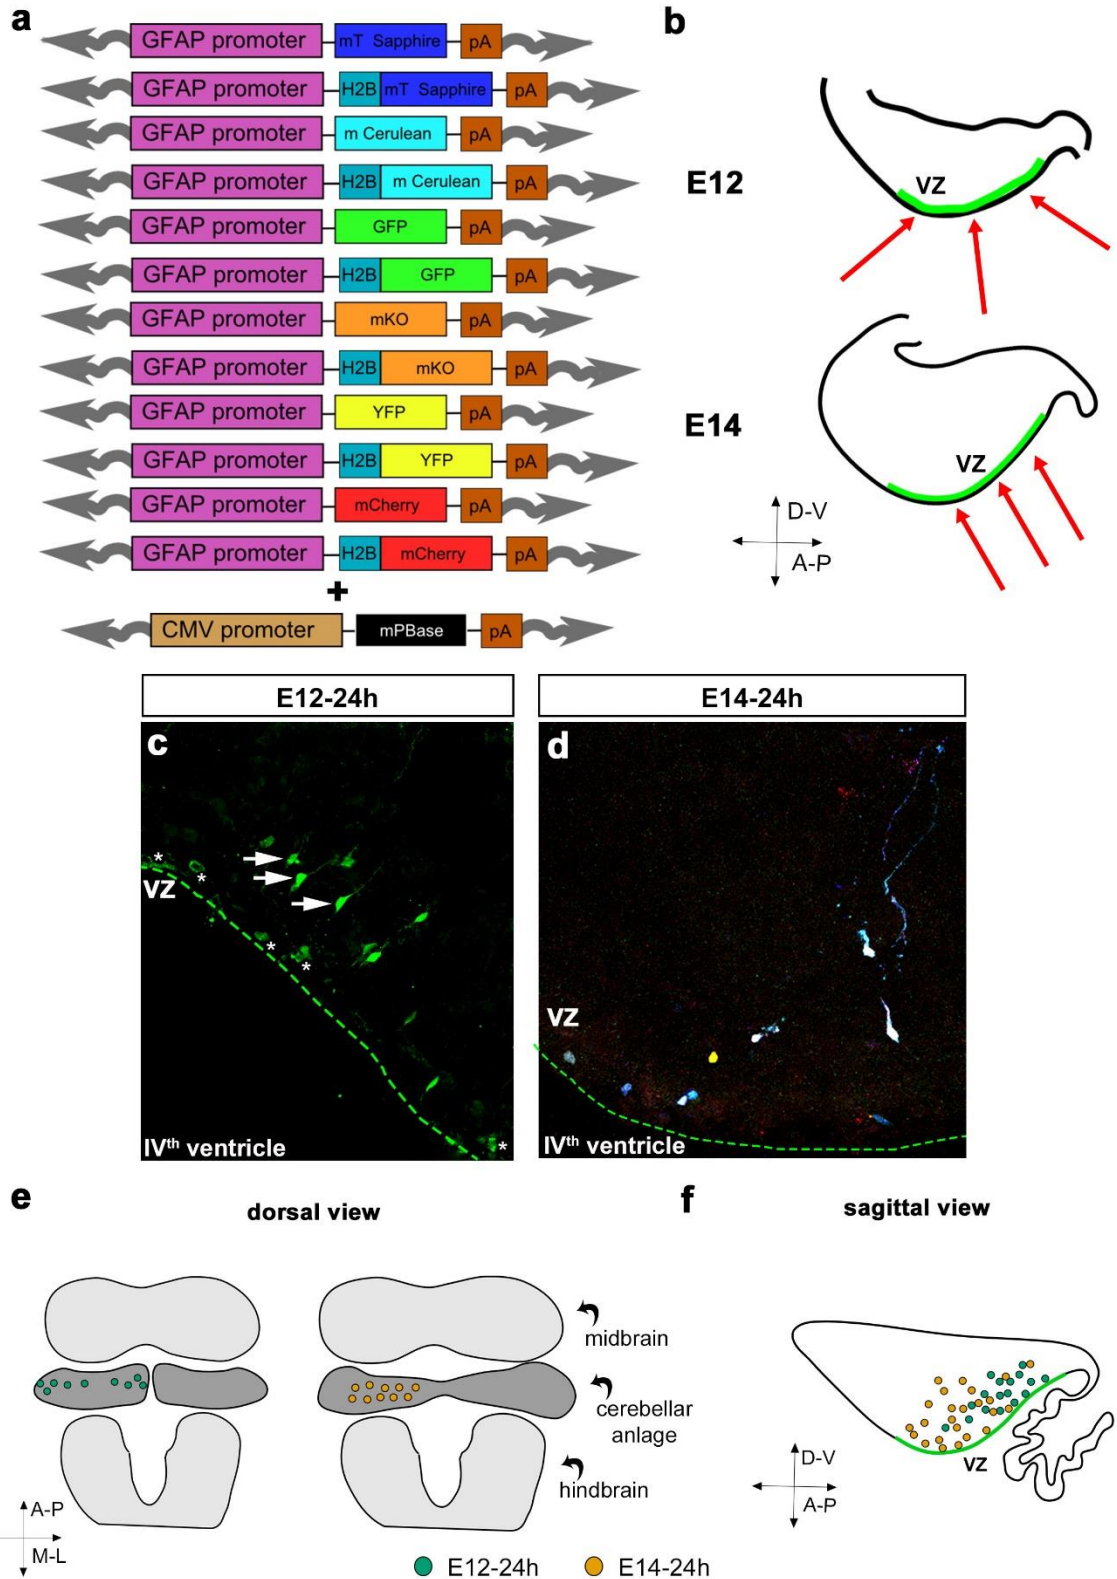 a
GFAP promoter mT Sapphire pA
GFAP promoter H2B mT Sapphire pA
GFAP promoter m Cerulean pA
GFAP promoter H2B m Cerulean pA
GFAP promoter GFP pA
GFAP promoter H2B GFP pA
GFAP promoter mKO pA
GFAP promoter H2B mKO pA
GFAP promoter YFP pA
GFAP promoter H2B YFP pA
GFAP promoter mCherry pA
GFAP promoter H2B mCherry pA
+
CMV promoter mPBase pA
b
E12
VZ
E14
VZ
D-V
A-P
E12-24h
c
*
*
VZ
*
*
IVth ventricle *
E14-24h
d
VZ
IVth ventricle
e
dorsal view
midbrain
cerebellar
anlage
hindbrain
A-P
M-L
f
sagittal view
VZ
D-V
A-P
E12-24h E14-24h